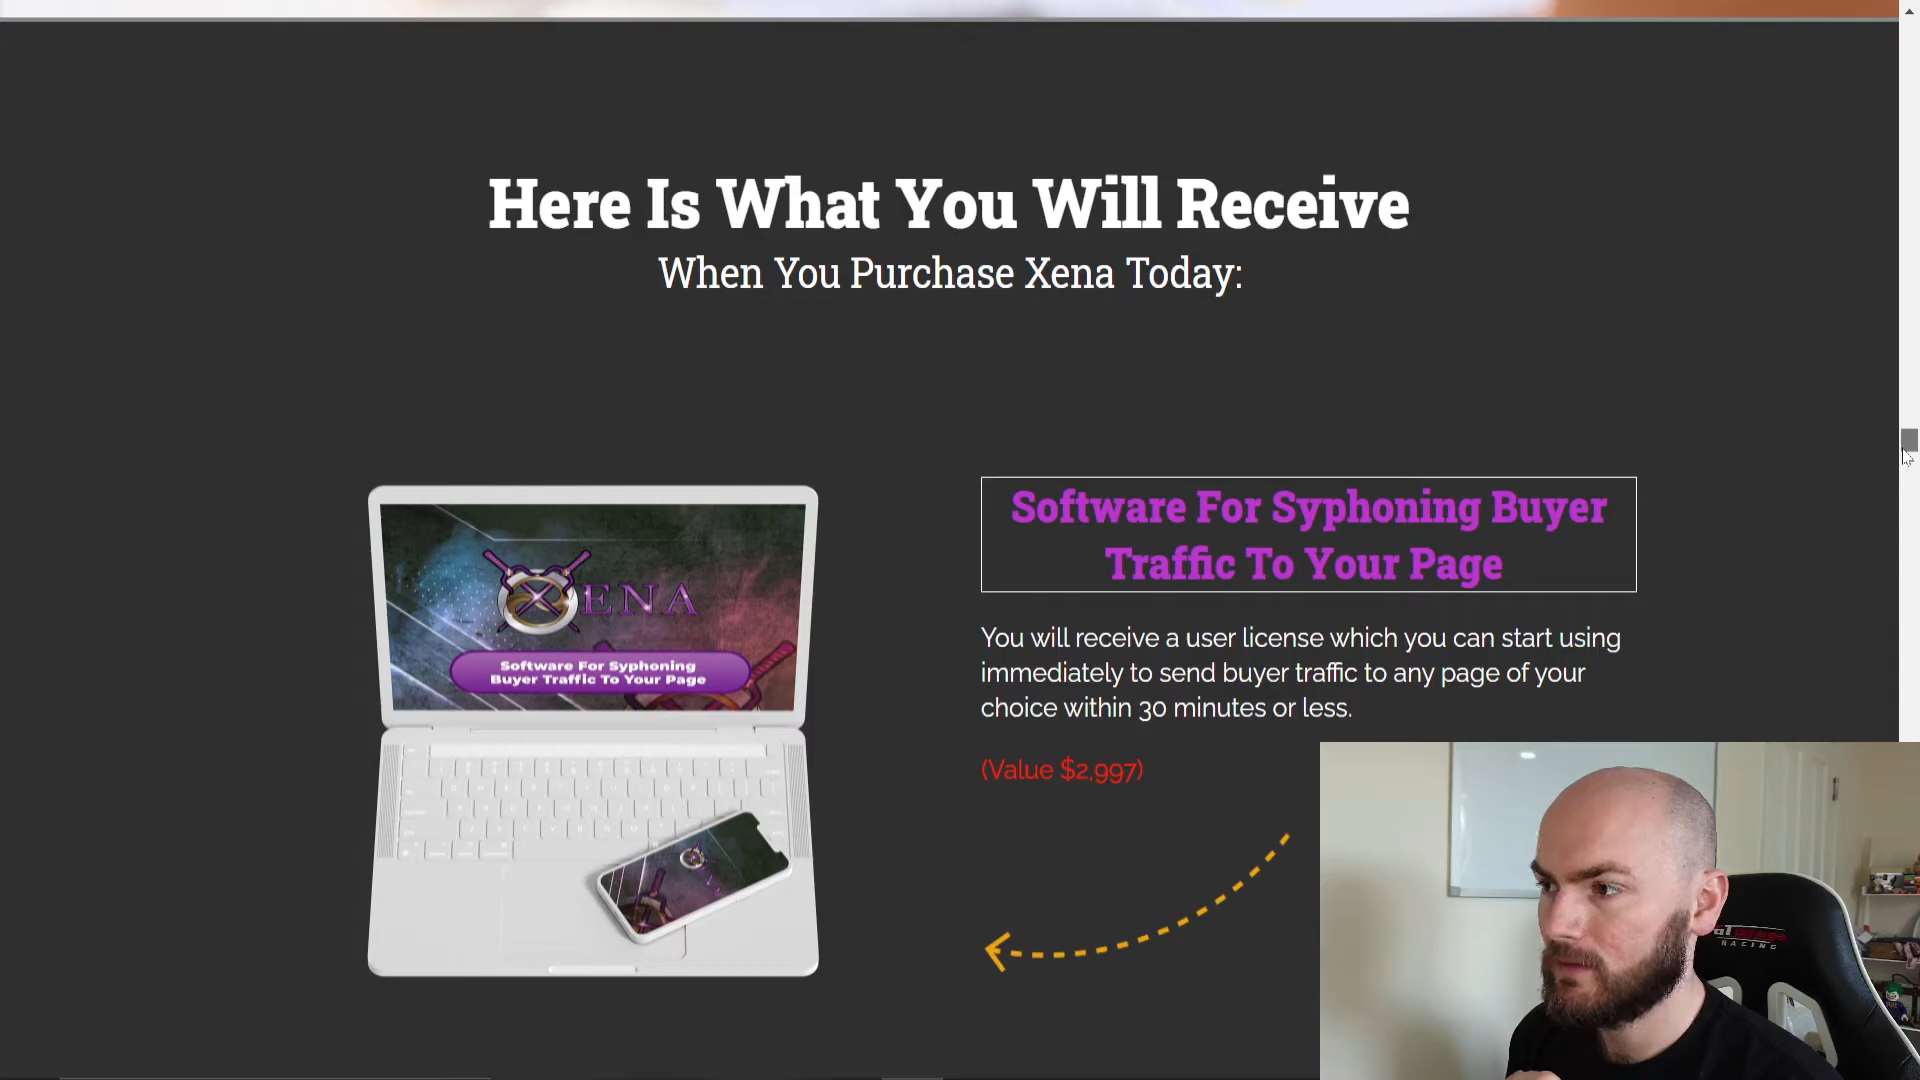 Here Is What You Will Receive
When You Purchase Xena Today:
XENA
Software For Syphoning
Buyer Traffic To Your Page
Software For Syphoning Buyer
Traffic To Your Page
You will receive a user license which you can start using
immediately to send buyer traffic to any page of your
choice within 30 minutes or less.
(Value $2,997)
RACING